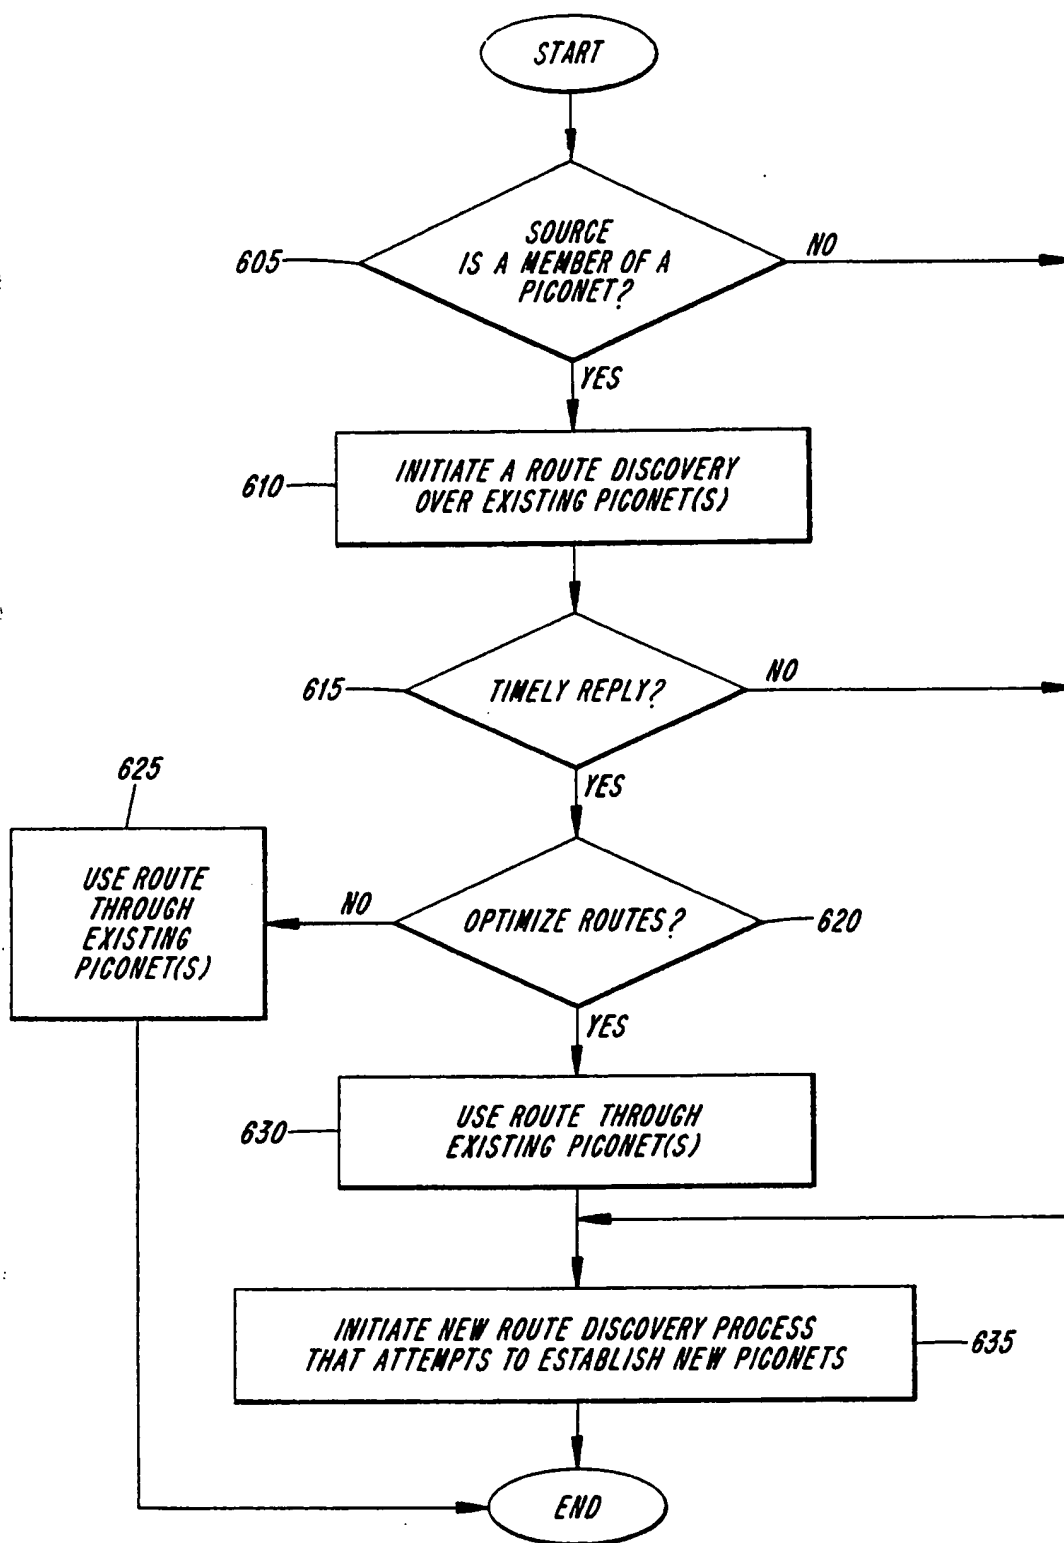 START
SOURCE
IS A MEMBER OF A
PICONET?
605
NO
YES
INITIATE A ROUTE DISCOVERY
OVER EXISTING PICONET(S)
610
TIMELY REPLY?
615
NO
YES
625
USE ROUTE
THROUGH
EXISTING
PICONET(S)
NO
OPTIMIZE ROUTES?
620
YES
USE ROUTE THROUGH
EXISTING PICONET(S)
630
INITIATE NEW ROUTE DISCOVERY PROCESS
THAT ATTEMPTS TO ESTABLISH NEW PICONETS
635
END